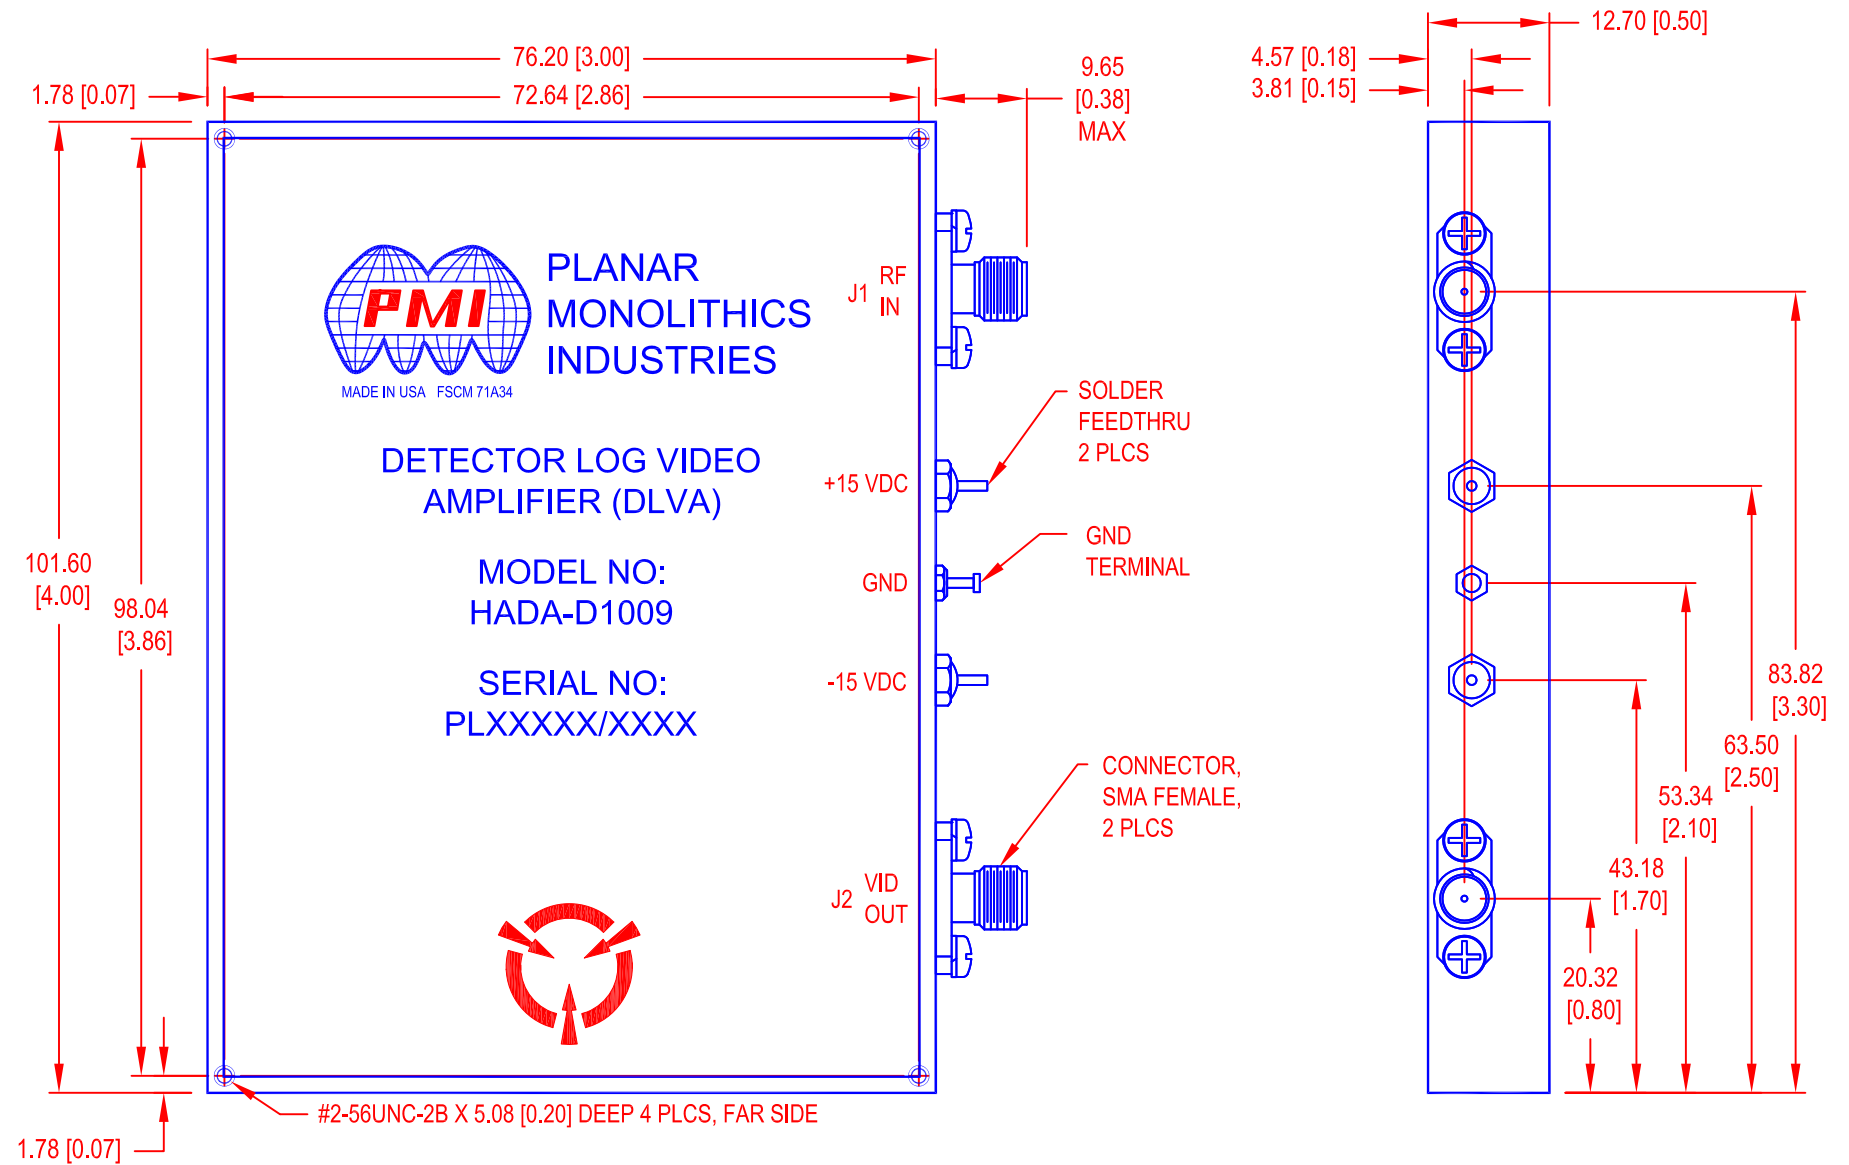 76.20 [3.00]
72.64 [2.86]
1.78 [0.07]
9.65
[0.38]
MAX
12.70 [0.50]
4.57 [0.18]
3.81 [0.15]
PMI
MADE IN USA FSCM 71A34
PLANAR
MONOLITHICS
INDUSTRIES
J1
RF
IN
DETECTOR LOG VIDEO
AMPLIFIER (DLVA)
MODEL NO:
HADA-D1009
SERIAL NO:
PLXXXXX/XXXX
+15 VDC
GND
-15 VDC
J2
VID
OUT
SOLDER
FEEDTHRU
2 PLCS
GND
TERMINAL
CONNECTOR,
SMA FEMALE,
2 PLCS
101.60
[4.00]
98.04
[3.86]
83.82
[3.30]
63.50
[2.50]
53.34
[2.10]
43.18
[1.70]
20.32
[0.80]
#2-56UNC-2B X 5.08 [0.20] DEEP 4 PLCS, FAR SIDE
1.78 [0.07]